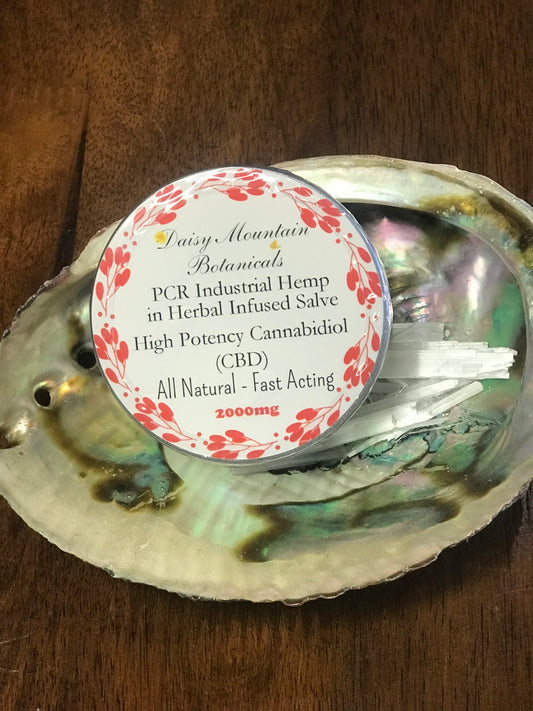 Daisy Mountain
Botanicals
PCR Industrial Hemp
in Herbal Infused Salve
High Potency Cannabidiol
(CBD)
All Natural - Fast Acting
2000mg